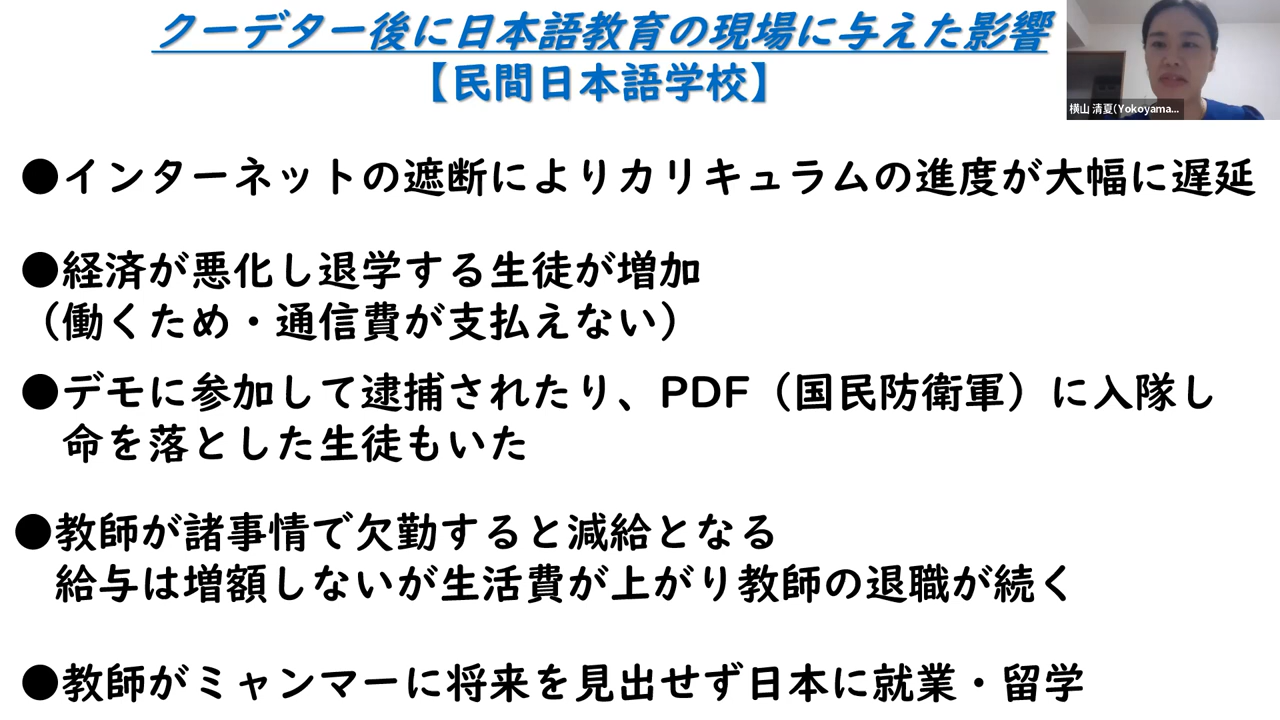 クーデター後に日本語教育の現場に与えた影響
【民間日本語学校】
横山 清夏(Yokoyama...
●インターネットの遮断によりカリキュラムの進度が大幅に遅延
●経済が悪化し退学する生徒が増加
（働くため・通信費が支払えない）
●デモに参加して逮捕されたり、PDF（国民防衛軍）に入隊し
命を落とした生徒もいた
●教師が諸事情で欠勤すると減給となる
給与は増額しないが生活費が上がり教師の退職が続く
●教師がミャンマーに将来を見出せず日本に就業・留学